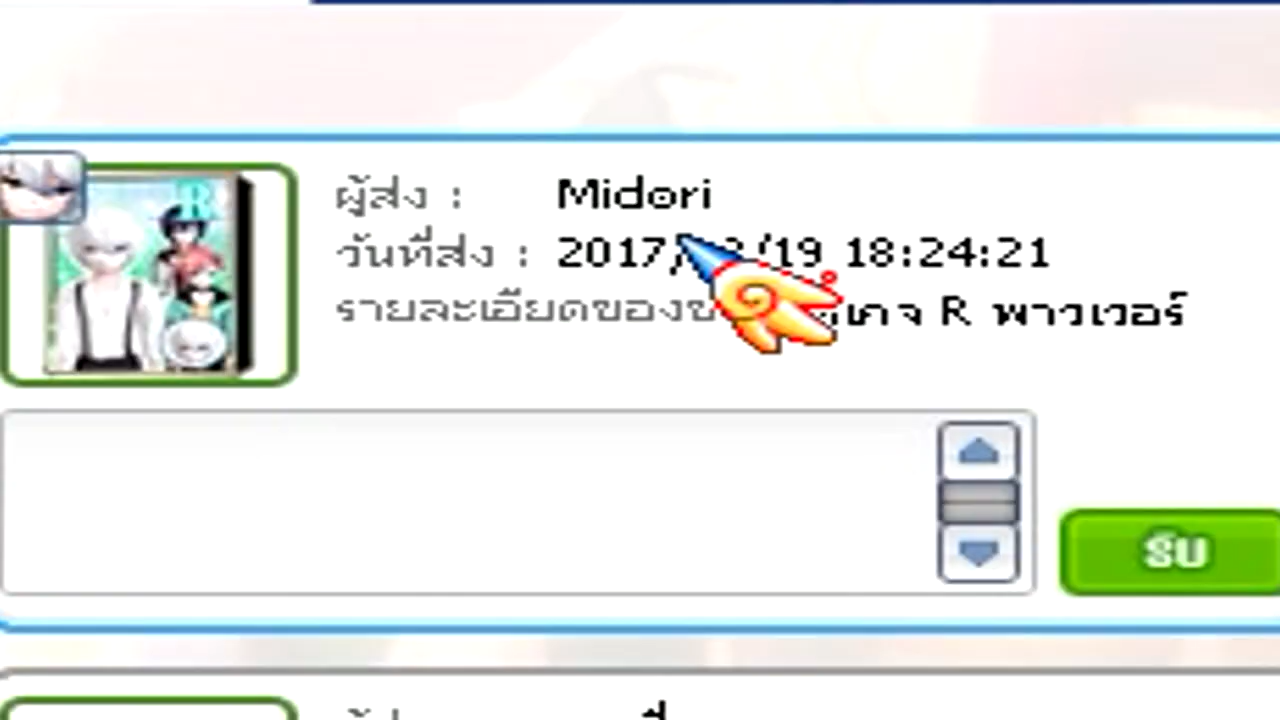 R
ผู้ส่ง : Midori
วันที่ส่ง : 2017/ /19 18:24:21
รายละเอียดของข R พาวเวอร์
รับ